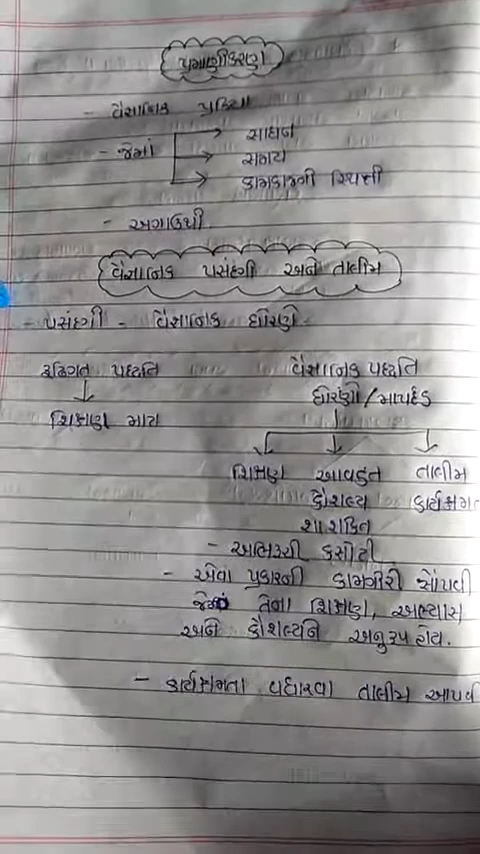 પ્રમાણીકરણ
- વૈજ્ઞાનિક પ્રક્રિયા
- જેમાં → સાધન
→ સમય
→ કામકાજની સ્થિતી
- અગાઉથી
વૈજ્ઞાનિક પસંદગી અને તાલીમ
- પસંદગી - વૈજ્ઞાનિક ધોરણે.
રૂઢિગત પદ્ધતિ વૈજ્ઞાનિક પદ્ધતિ
↓ ધોરણો/માપદંડ
શિક્ષણ માત્ર
શિક્ષણ આવડત તાલીમ
કૌશલ્ય કાર્યક્ષમત
શા શક્તિ
- અભિરૂચી કસોટી
- એવા પ્રકારની કામગીરી સોંપવી
જેમાં તેના શિક્ષણ, અભ્યાસ
અને કૌશલ્યને અનુરૂપ હોય.
- કાર્યક્ષમતા વધારવા તાલીમ આપવી